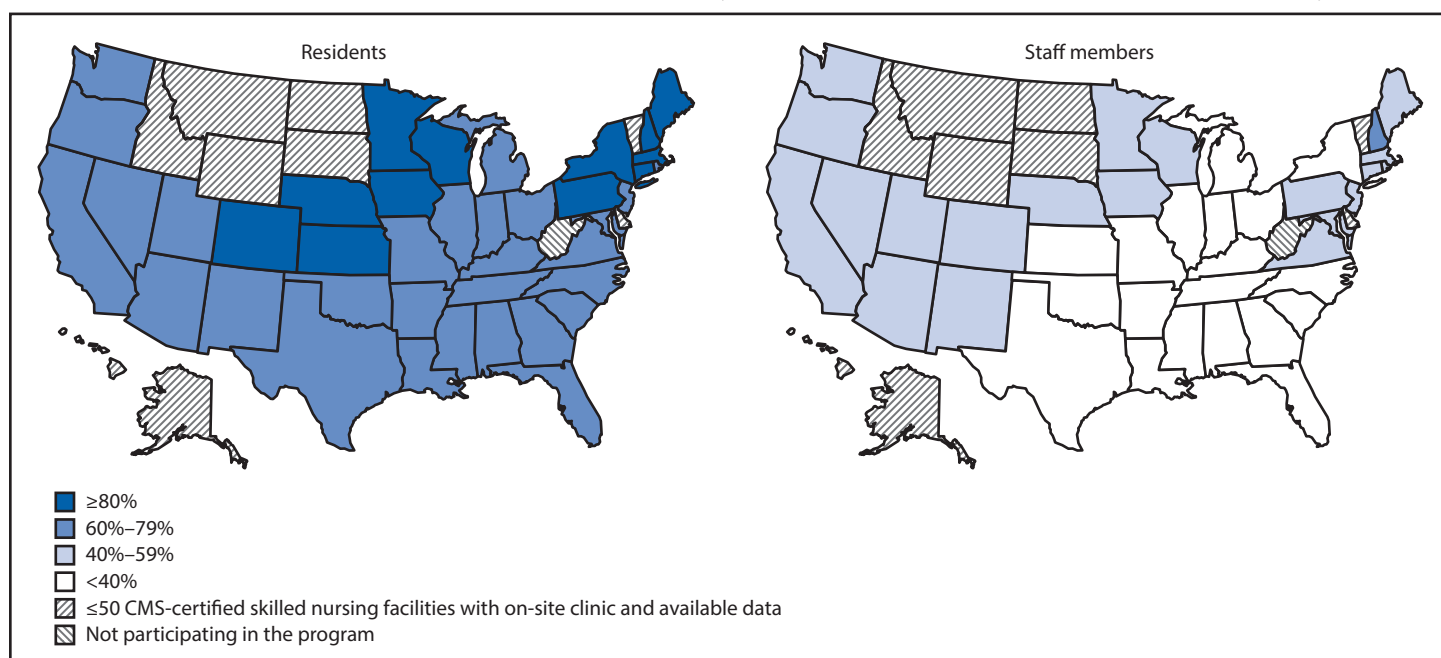 Residents
Staff members
≥80%
60%–79%
40%–59%
<40%
≤50 CMS-certified skilled nursing facilities with on-site clinic and available data
Not participating in the program